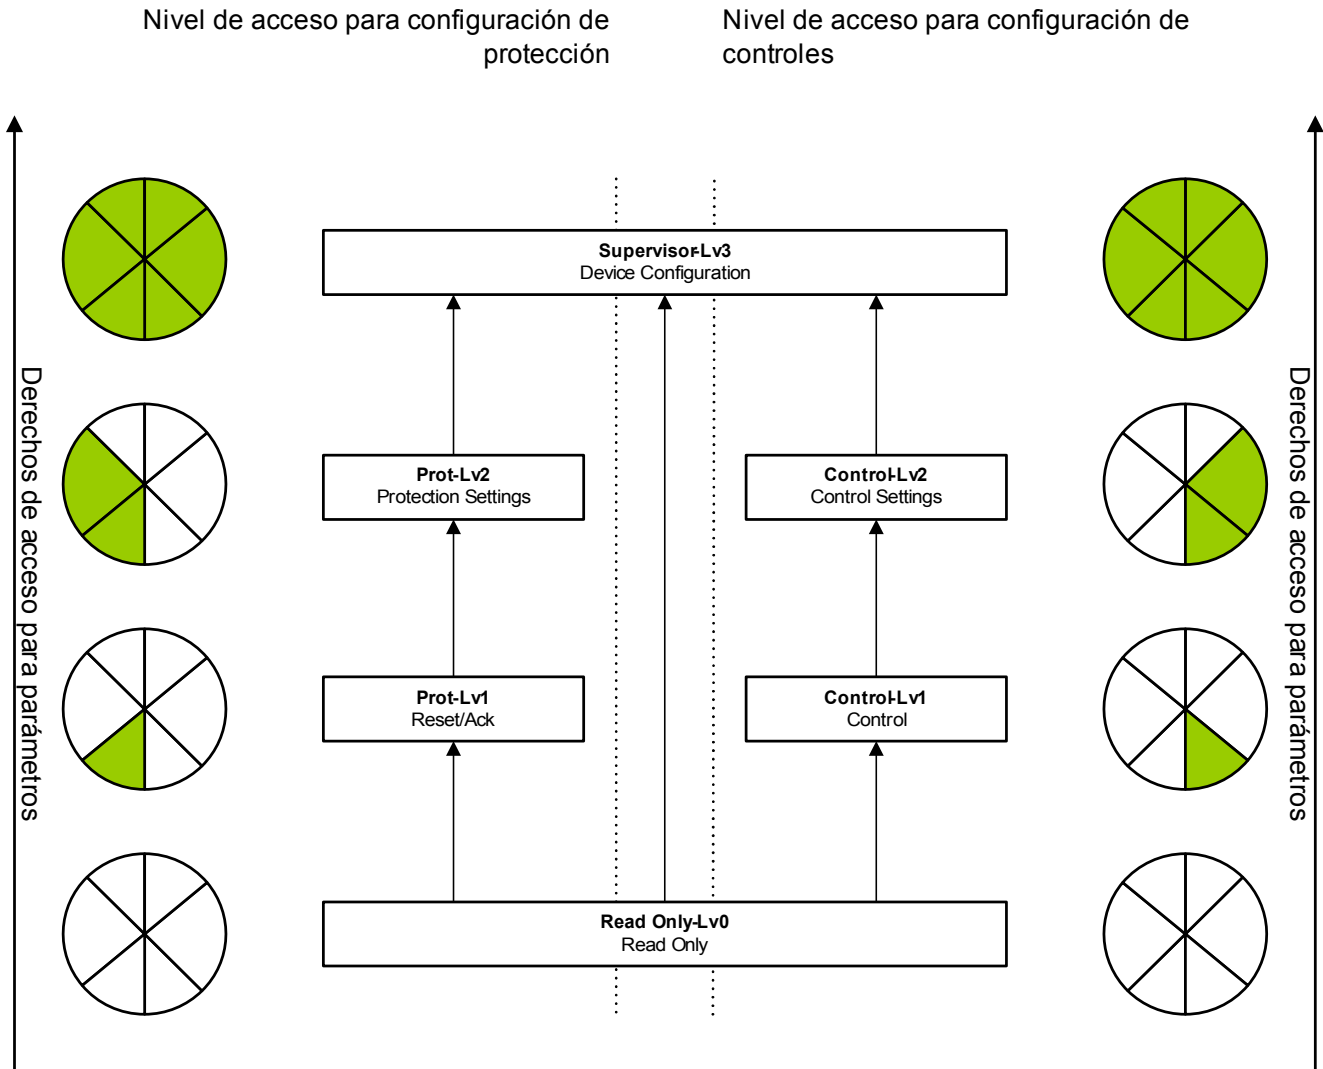 Nivel de acceso para configuración de
protección
Nivel de acceso para configuración de
controles
Supervisor-Lv3
Device Configuration
Derechos de acceso para parámetros
Derechos de acceso para parámetros
Prot-Lv2
Protection Settings
Control-Lv2
Control Settings
Prot-Lv1
Reset/Ack
Control-Lv1
Control
Read Only-Lv0
Read Only